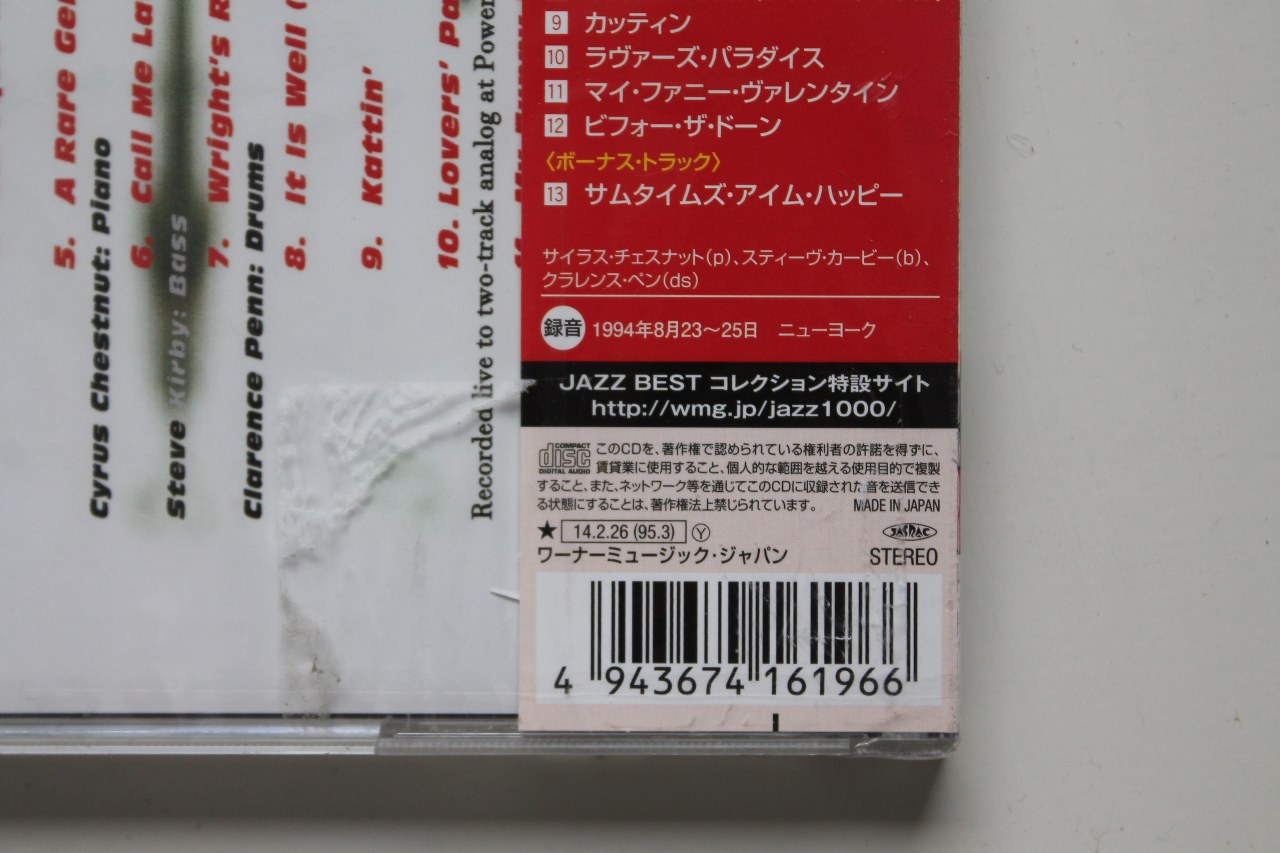 5. A Rare Ge
Cyrus Chestnut: Piano
6. Call Me La
Steve Kirby: Bass
7. Wright's R
Clarence Penn: Drums
8. It Is Well (
9. Kattin'
10. Lovers' Pa
Recorded live to two-track analog at Power
9 カッティン
10 ラヴァーズ・パラダイス
11 マイ・ファニー・ヴァレンタイン
12 ビフォー・ザ・ドーン
〈ボーナス・トラック〉
13 サムタイムズ・アイム・ハッピー
サイラス・チェスナット(p)、スティーヴ・カービー(b)、
クラレンス・ペン(ds)
録音 1994年8月23〜25日 ニューヨーク
JAZZ BEST コレクション特設サイト
http://wmg.jp/jazz1000/
COMPACT disc DIGITAL AUDIO
このCDを、著作権で認められている権利者の許諾を得ずに、
賃貸業に使用すること、個人的な範囲を越える使用目的で複製
すること、また、ネットワーク等を通じてこのCDに収録された音を送信でき
る状態にすることは、著作権法上禁じられています。 MADE IN JAPAN
★ 14.2.26 (95.3) Ⓨ JASRAC
ワーナーミュージック・ジャパン STEREO
4 943674 161966